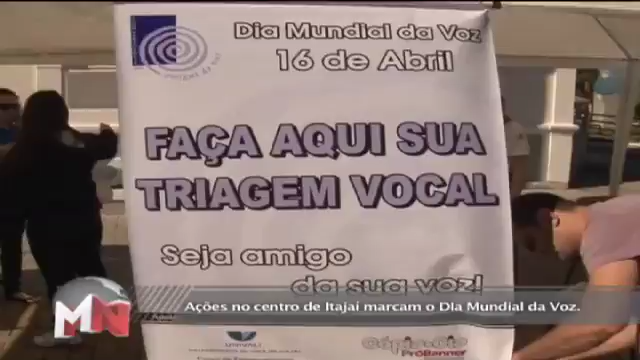 Dia Mundial da Voz
16 de Abril
FAÇA AQUI SUA
TRIAGEM VOCAL
Seja amigo
da sua voz!
MN
Ações no centro de Itajaí marcam o Dia Mundial da Voz.
UNIVALI
ProBanner